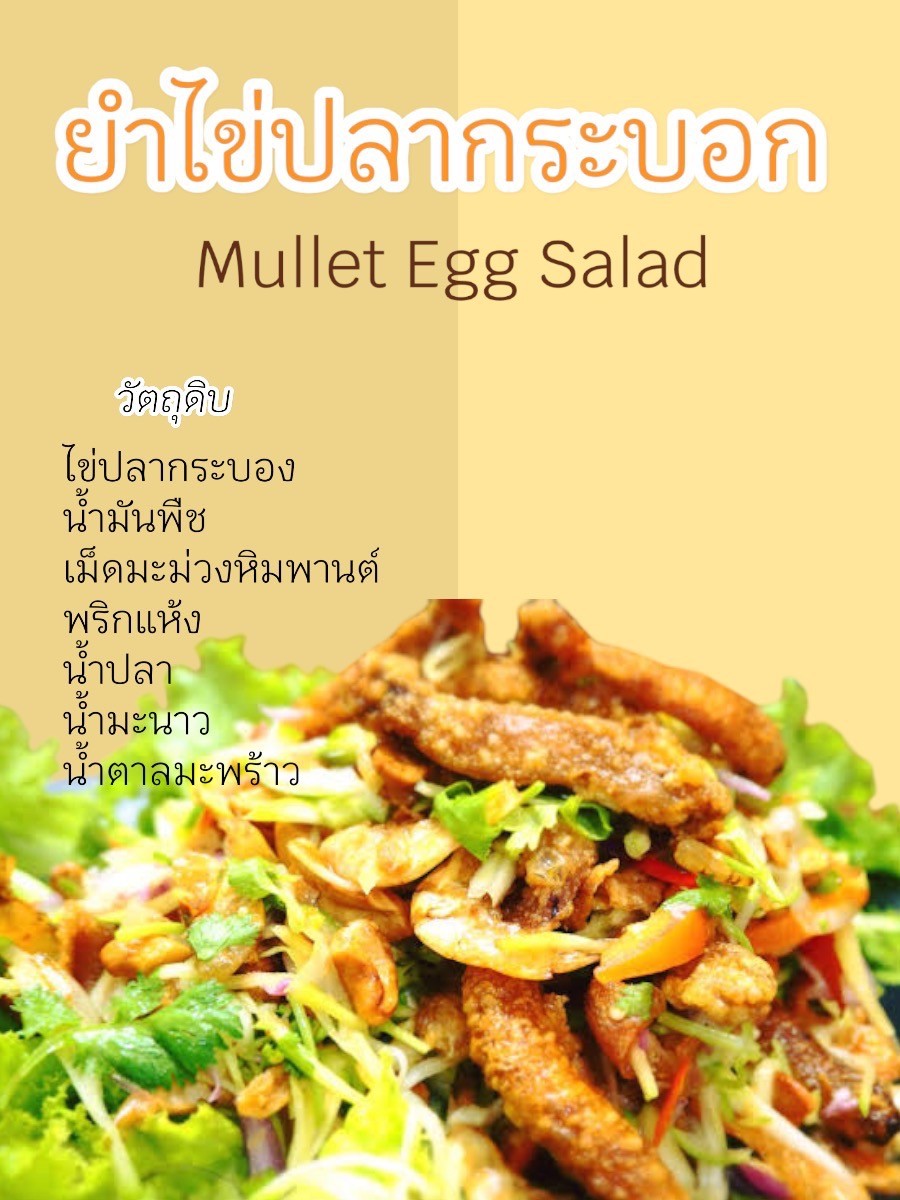 ยำไข่ปลากระบอก
Mullet Egg Salad
วัตถุดิบ
ไข่ปลากระบอง
น้ำมันพืช
เม็ดมะม่วงหิมพานต์
พริกแห้ง
น้ำปลา
น้ำมะนาว
น้ำตาลมะพร้าว